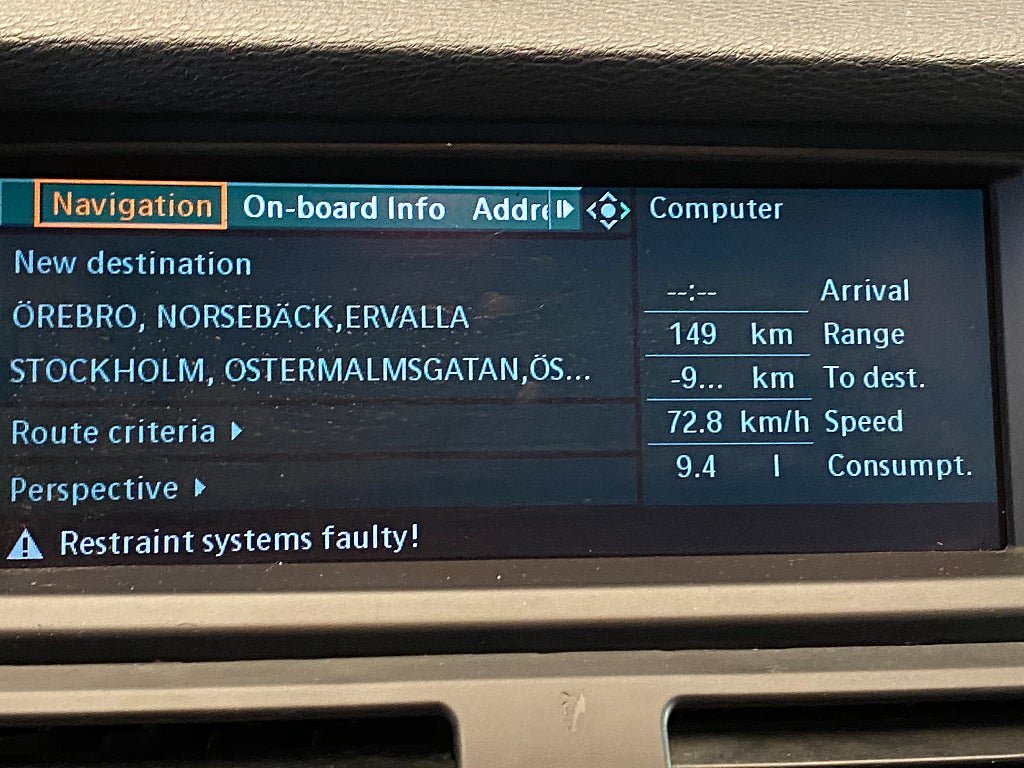 Navigation On-board Info Addre
New destination
ÖREBRO, NORSEBÄCK,ERVALLA
STOCKHOLM, OSTERMALMSGATAN,ÖS...
Route criteria
Perspective
Restraint systems faulty!
Computer
--:-- Arrival
149 km Range
-9... km To dest.
72.8 km/h Speed
9.4 l Consumpt.